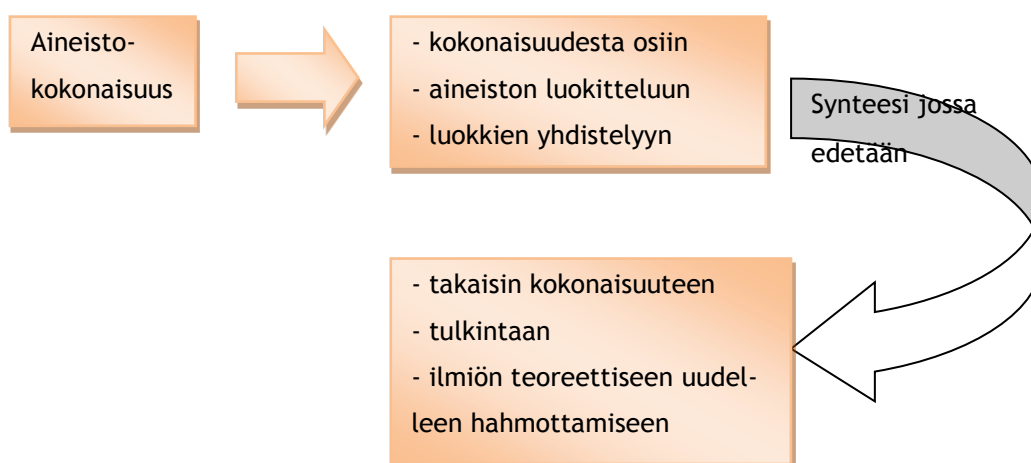 Aineisto-
kokonaisuus
- kokonaisuudesta osiin
- aineiston luokitteluun
- luokkien yhdistelyyn
Synteesi jossa
edetään
- takaisin kokonaisuuteen
- tulkintaan
- ilmiön teoreettiseen uudel-
leen hahmottamiseen